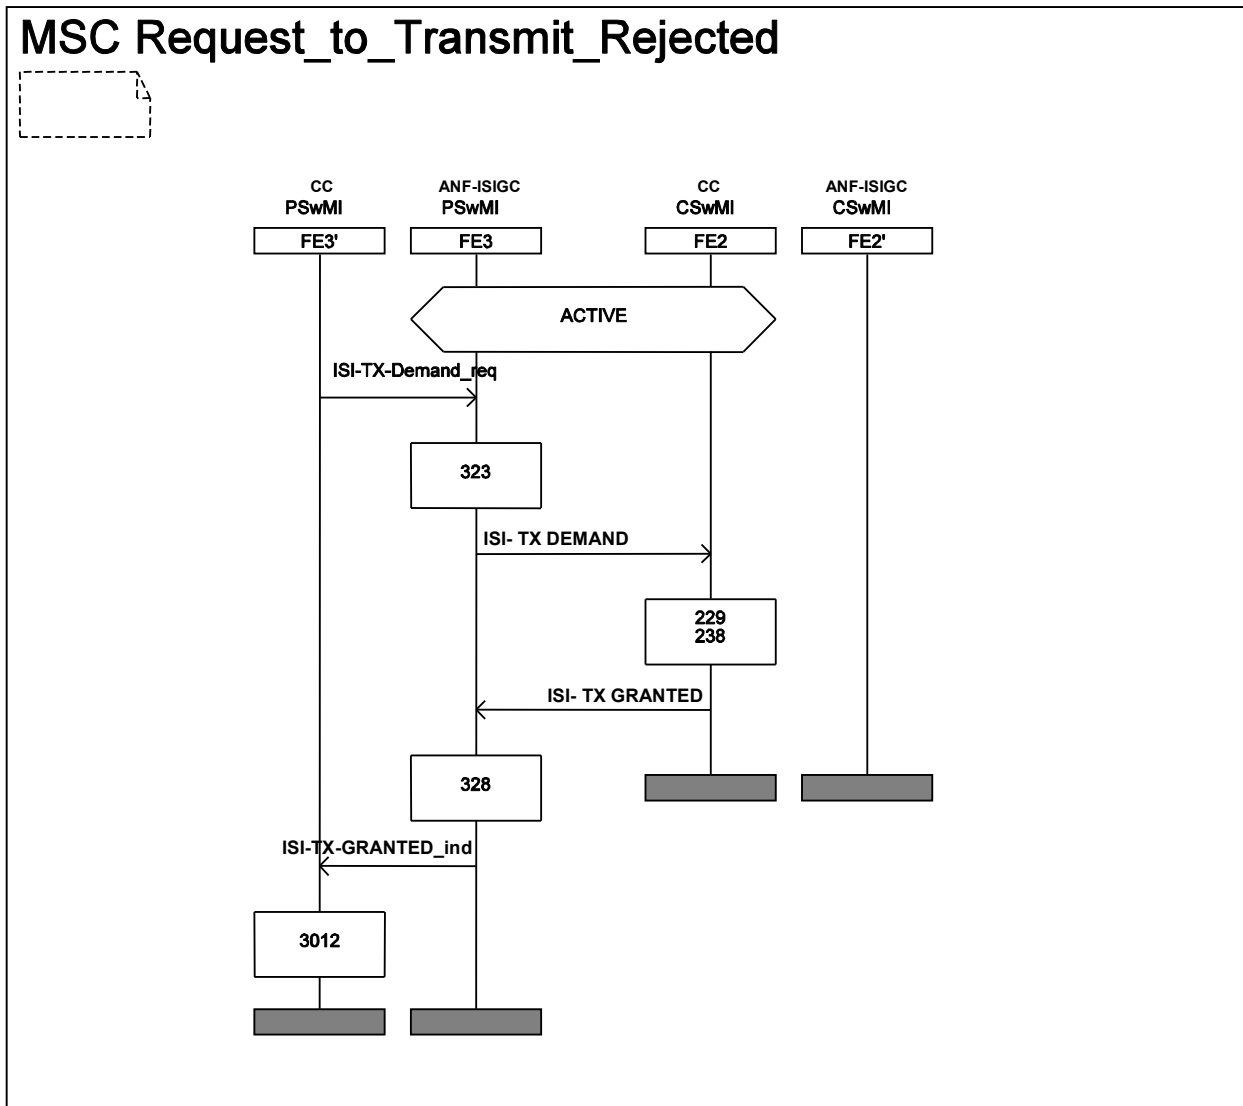 MSC Request_to_Transmit_Rejected
CC
PSwMI
FE3'
ANF-ISIGC
PSwMI
FE3
CC
CSwMI
FE2
ANF-ISIGC
CSwMI
FE2'
ACTIVE
ISI-TX-Demand_req
323
ISI- TX DEMAND
229
238
ISI- TX GRANTED
328
ISI-TX-GRANTED_ind
3012